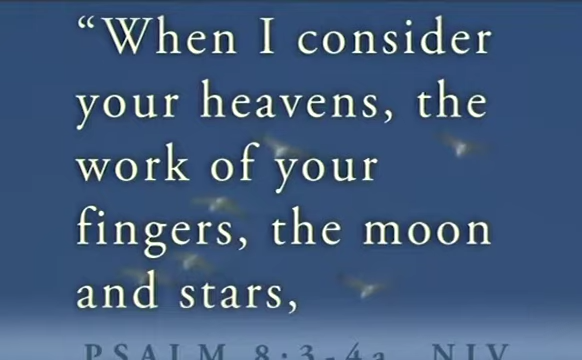 “When I consider
your heavens, the
work of your
fingers, the moon
and stars,
PSALM 8:3-4a NIV